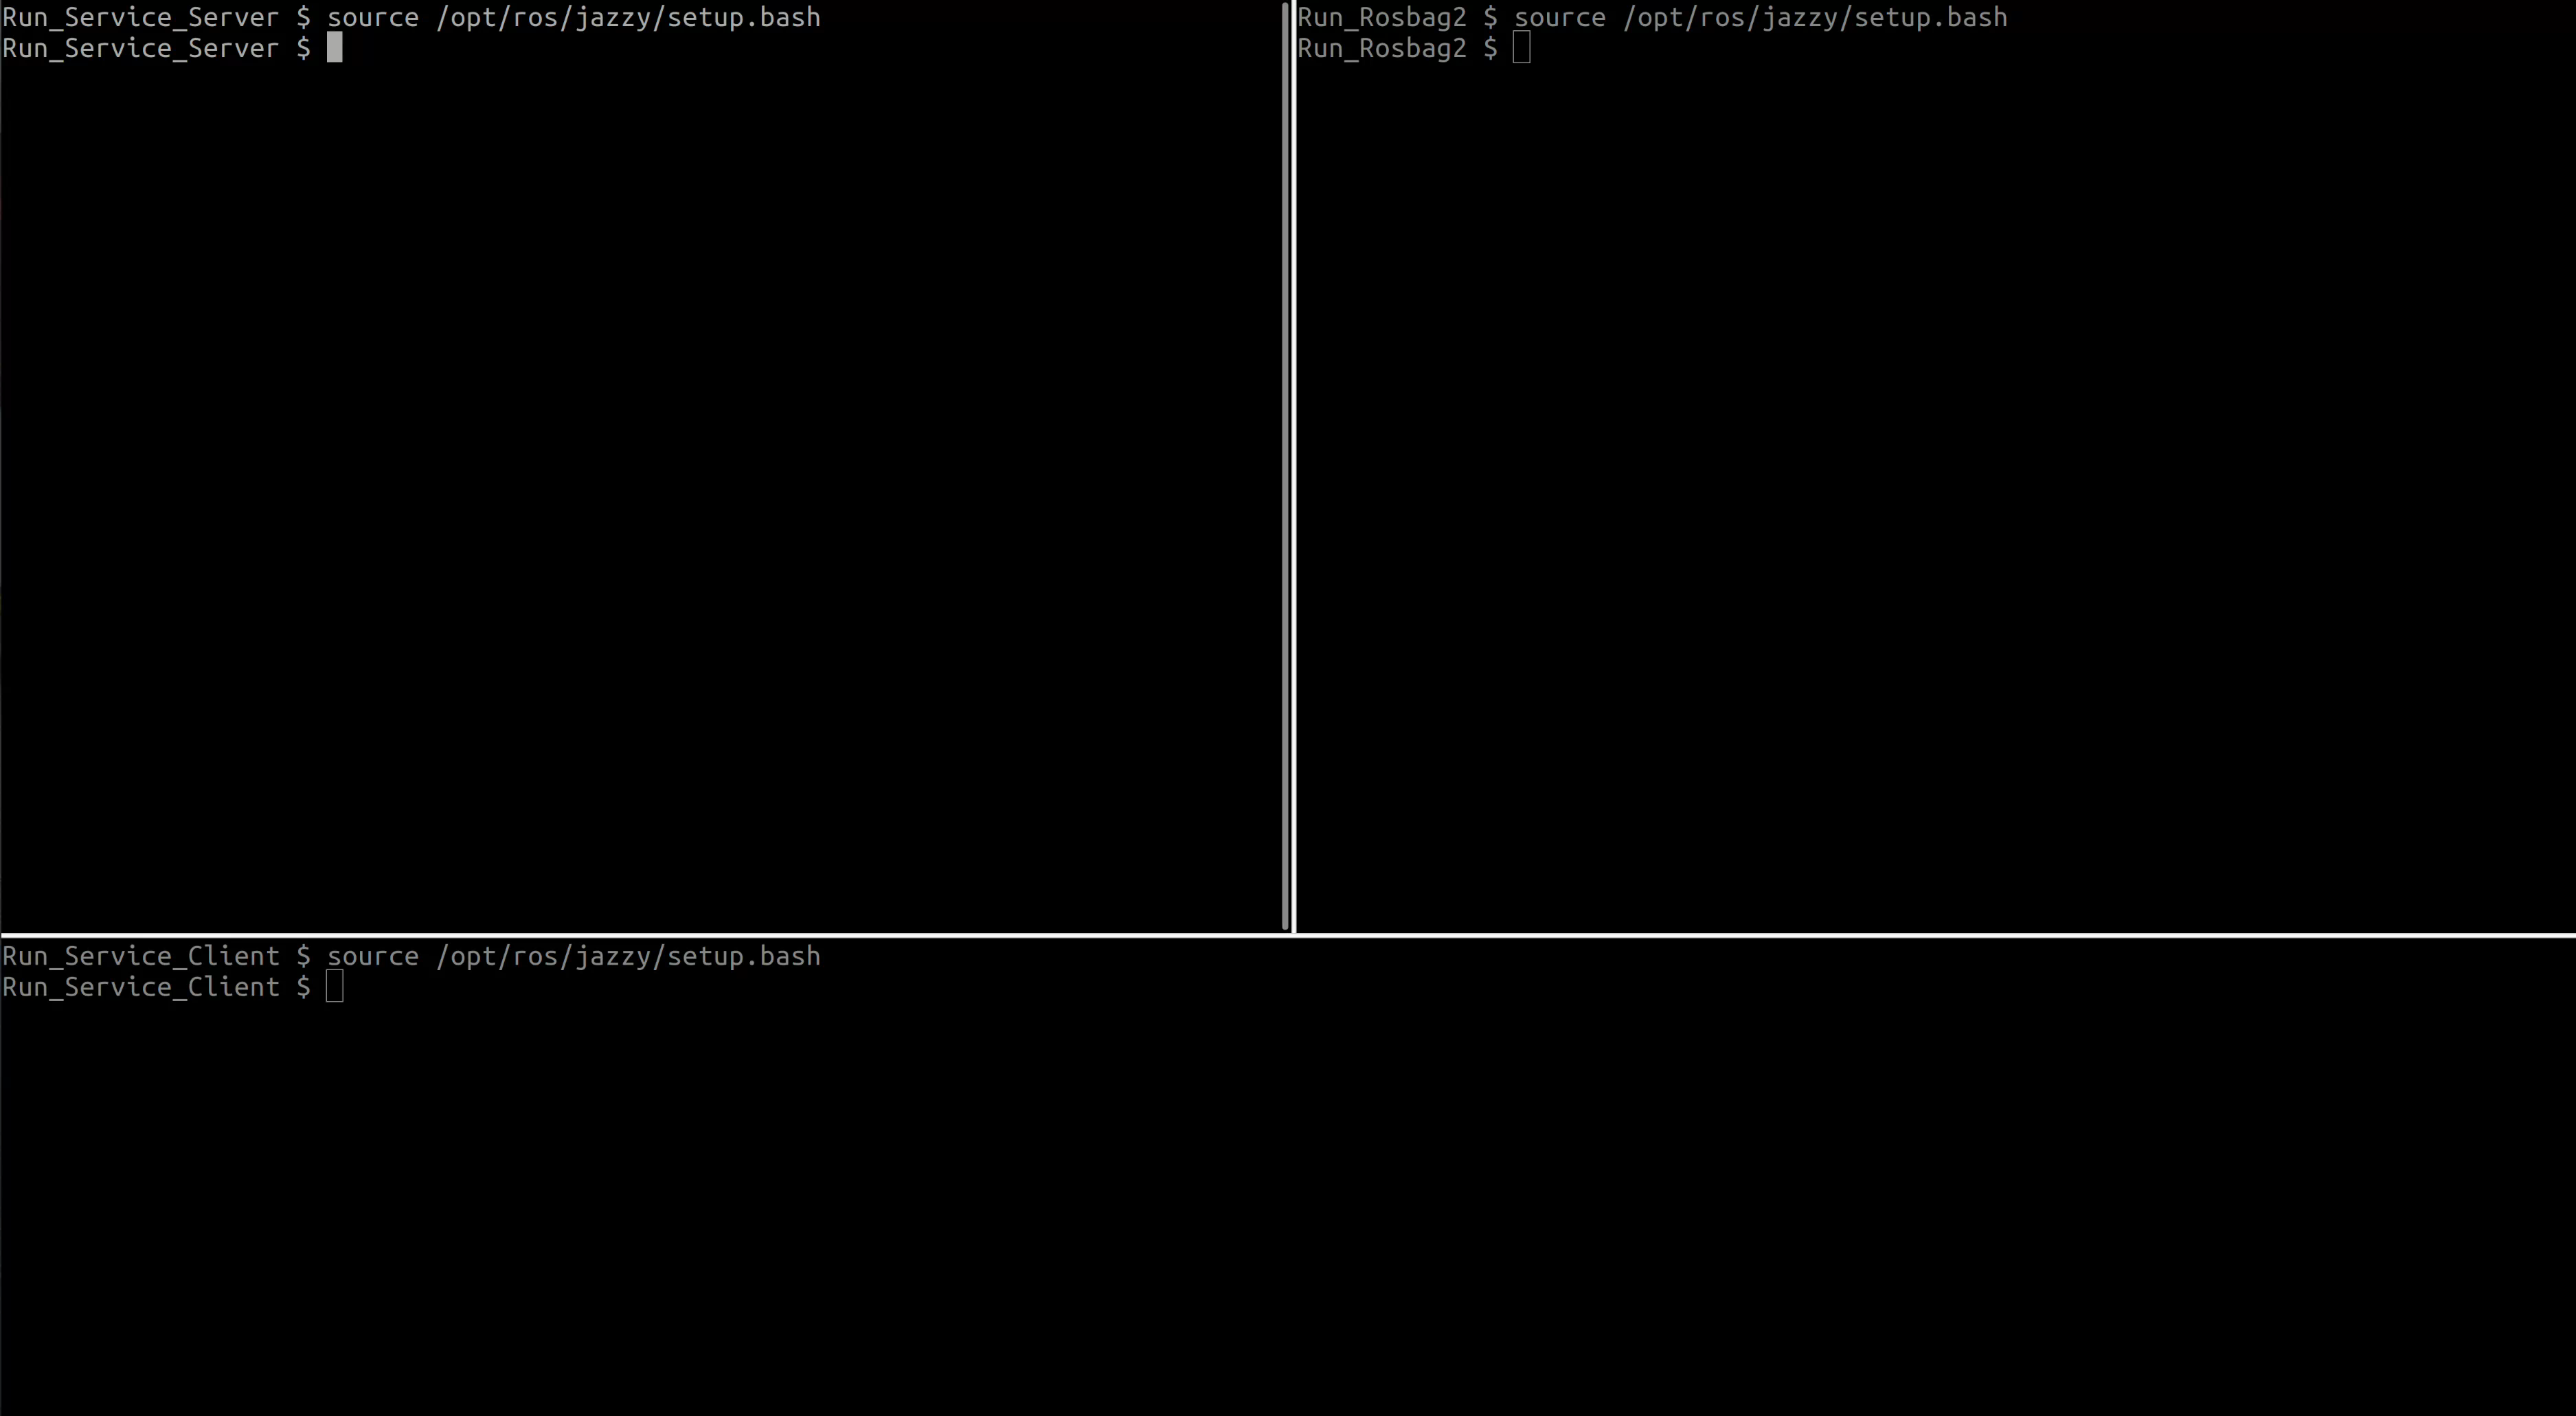 Run_Service_Server $ source /opt/ros/jazzy/setup.bash
Run_Service_Server $
Run_Rosbag2 $ source /opt/ros/jazzy/setup.bash
Run_Rosbag2 $
Run_Service_Client $ source /opt/ros/jazzy/setup.bash
Run_Service_Client $